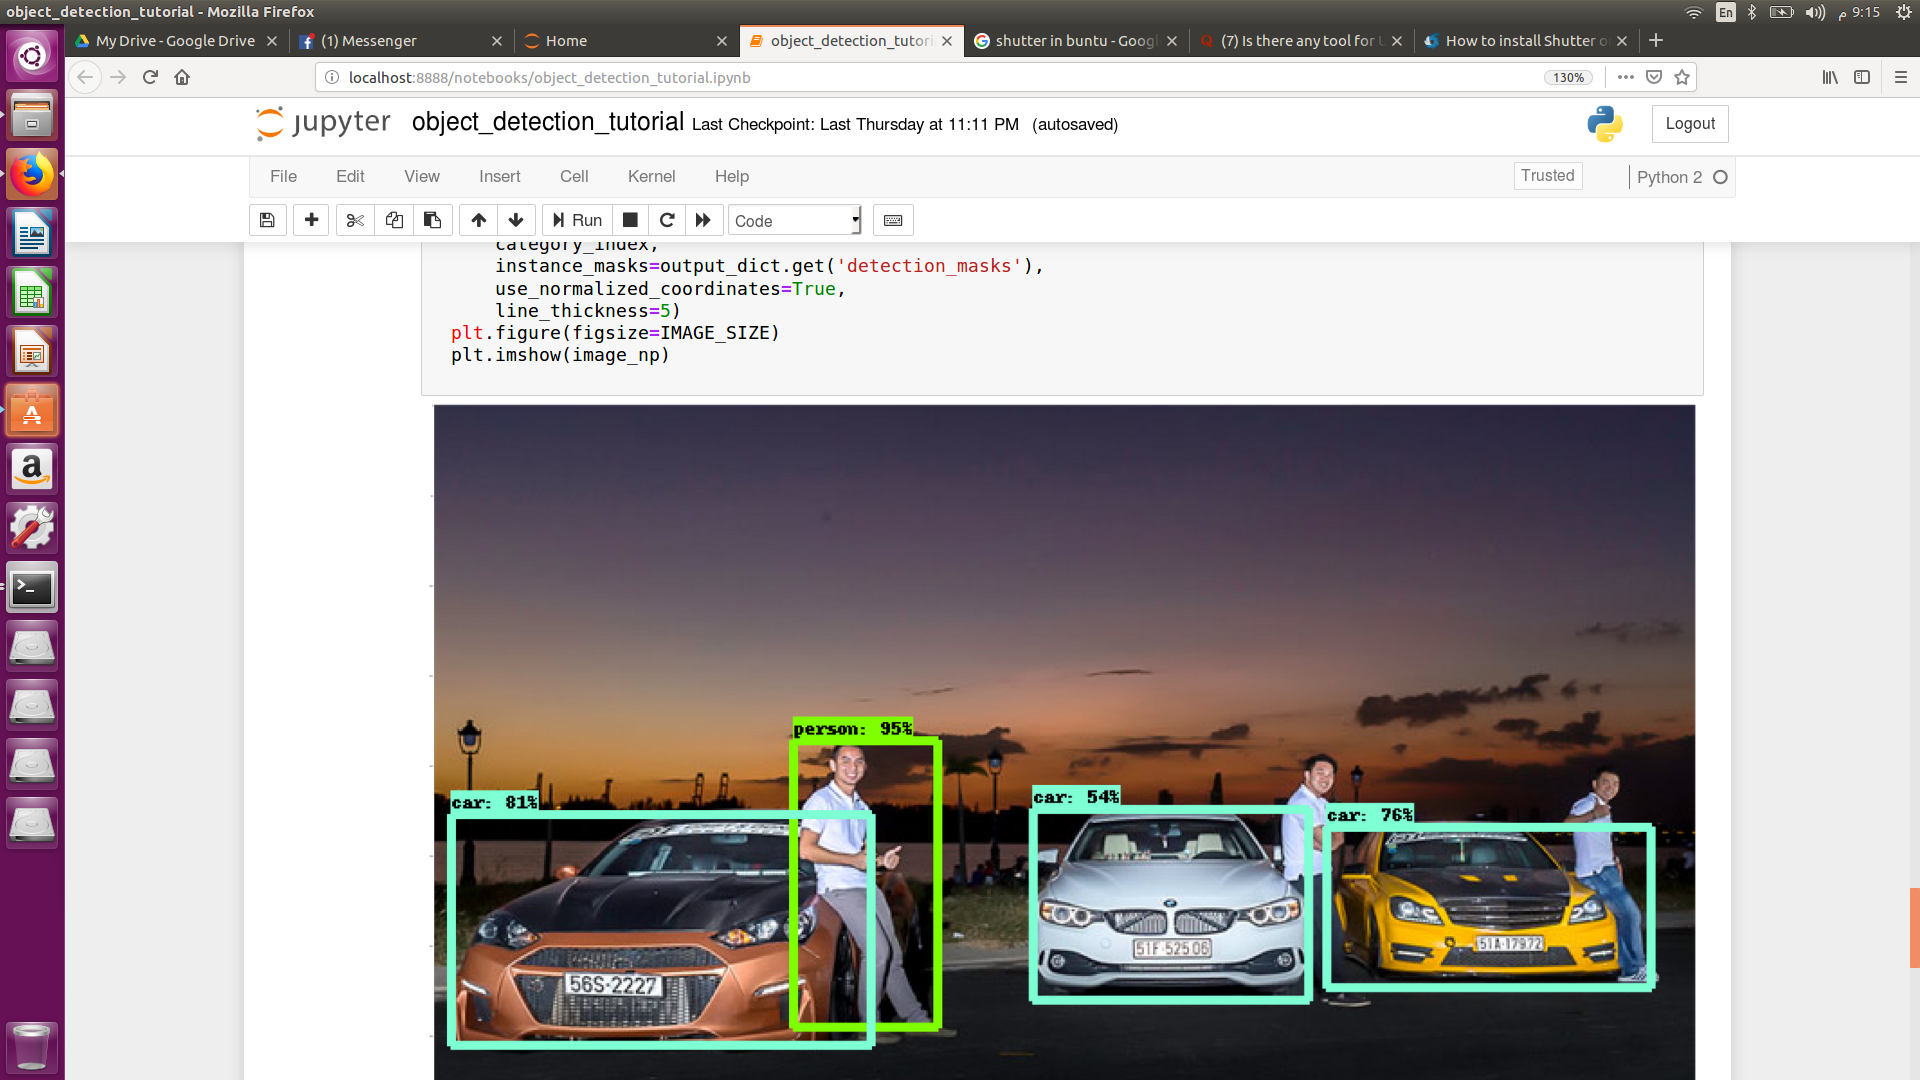 object_detection_tutorial - Mozilla Firefox
En
م 9:15
My Drive - Google Drive
(1) Messenger
Home
object_detection_tutori
shutter in buntu - Googl
(7) Is there any tool for U
How to install Shutter o
localhost:8888/notebooks/object_detection_tutorial.ipynb
130%
jupyter
object_detection_tutorial
Last Checkpoint: Last Thursday at 11:11 PM
(autosaved)
Logout
File
Edit
View
Insert
Cell
Kernel
Help
Trusted
Python 2
Run
Code
category_index,
instance_masks=output_dict.get('detection_masks'),
use_normalized_coordinates=True,
line_thickness=5)
plt.figure(figsize=IMAGE_SIZE)
plt.imshow(image_np)
person: 95%
car: 81%
car: 54%
car: 76%
56S-2227
51F-525.06
51A-179.72